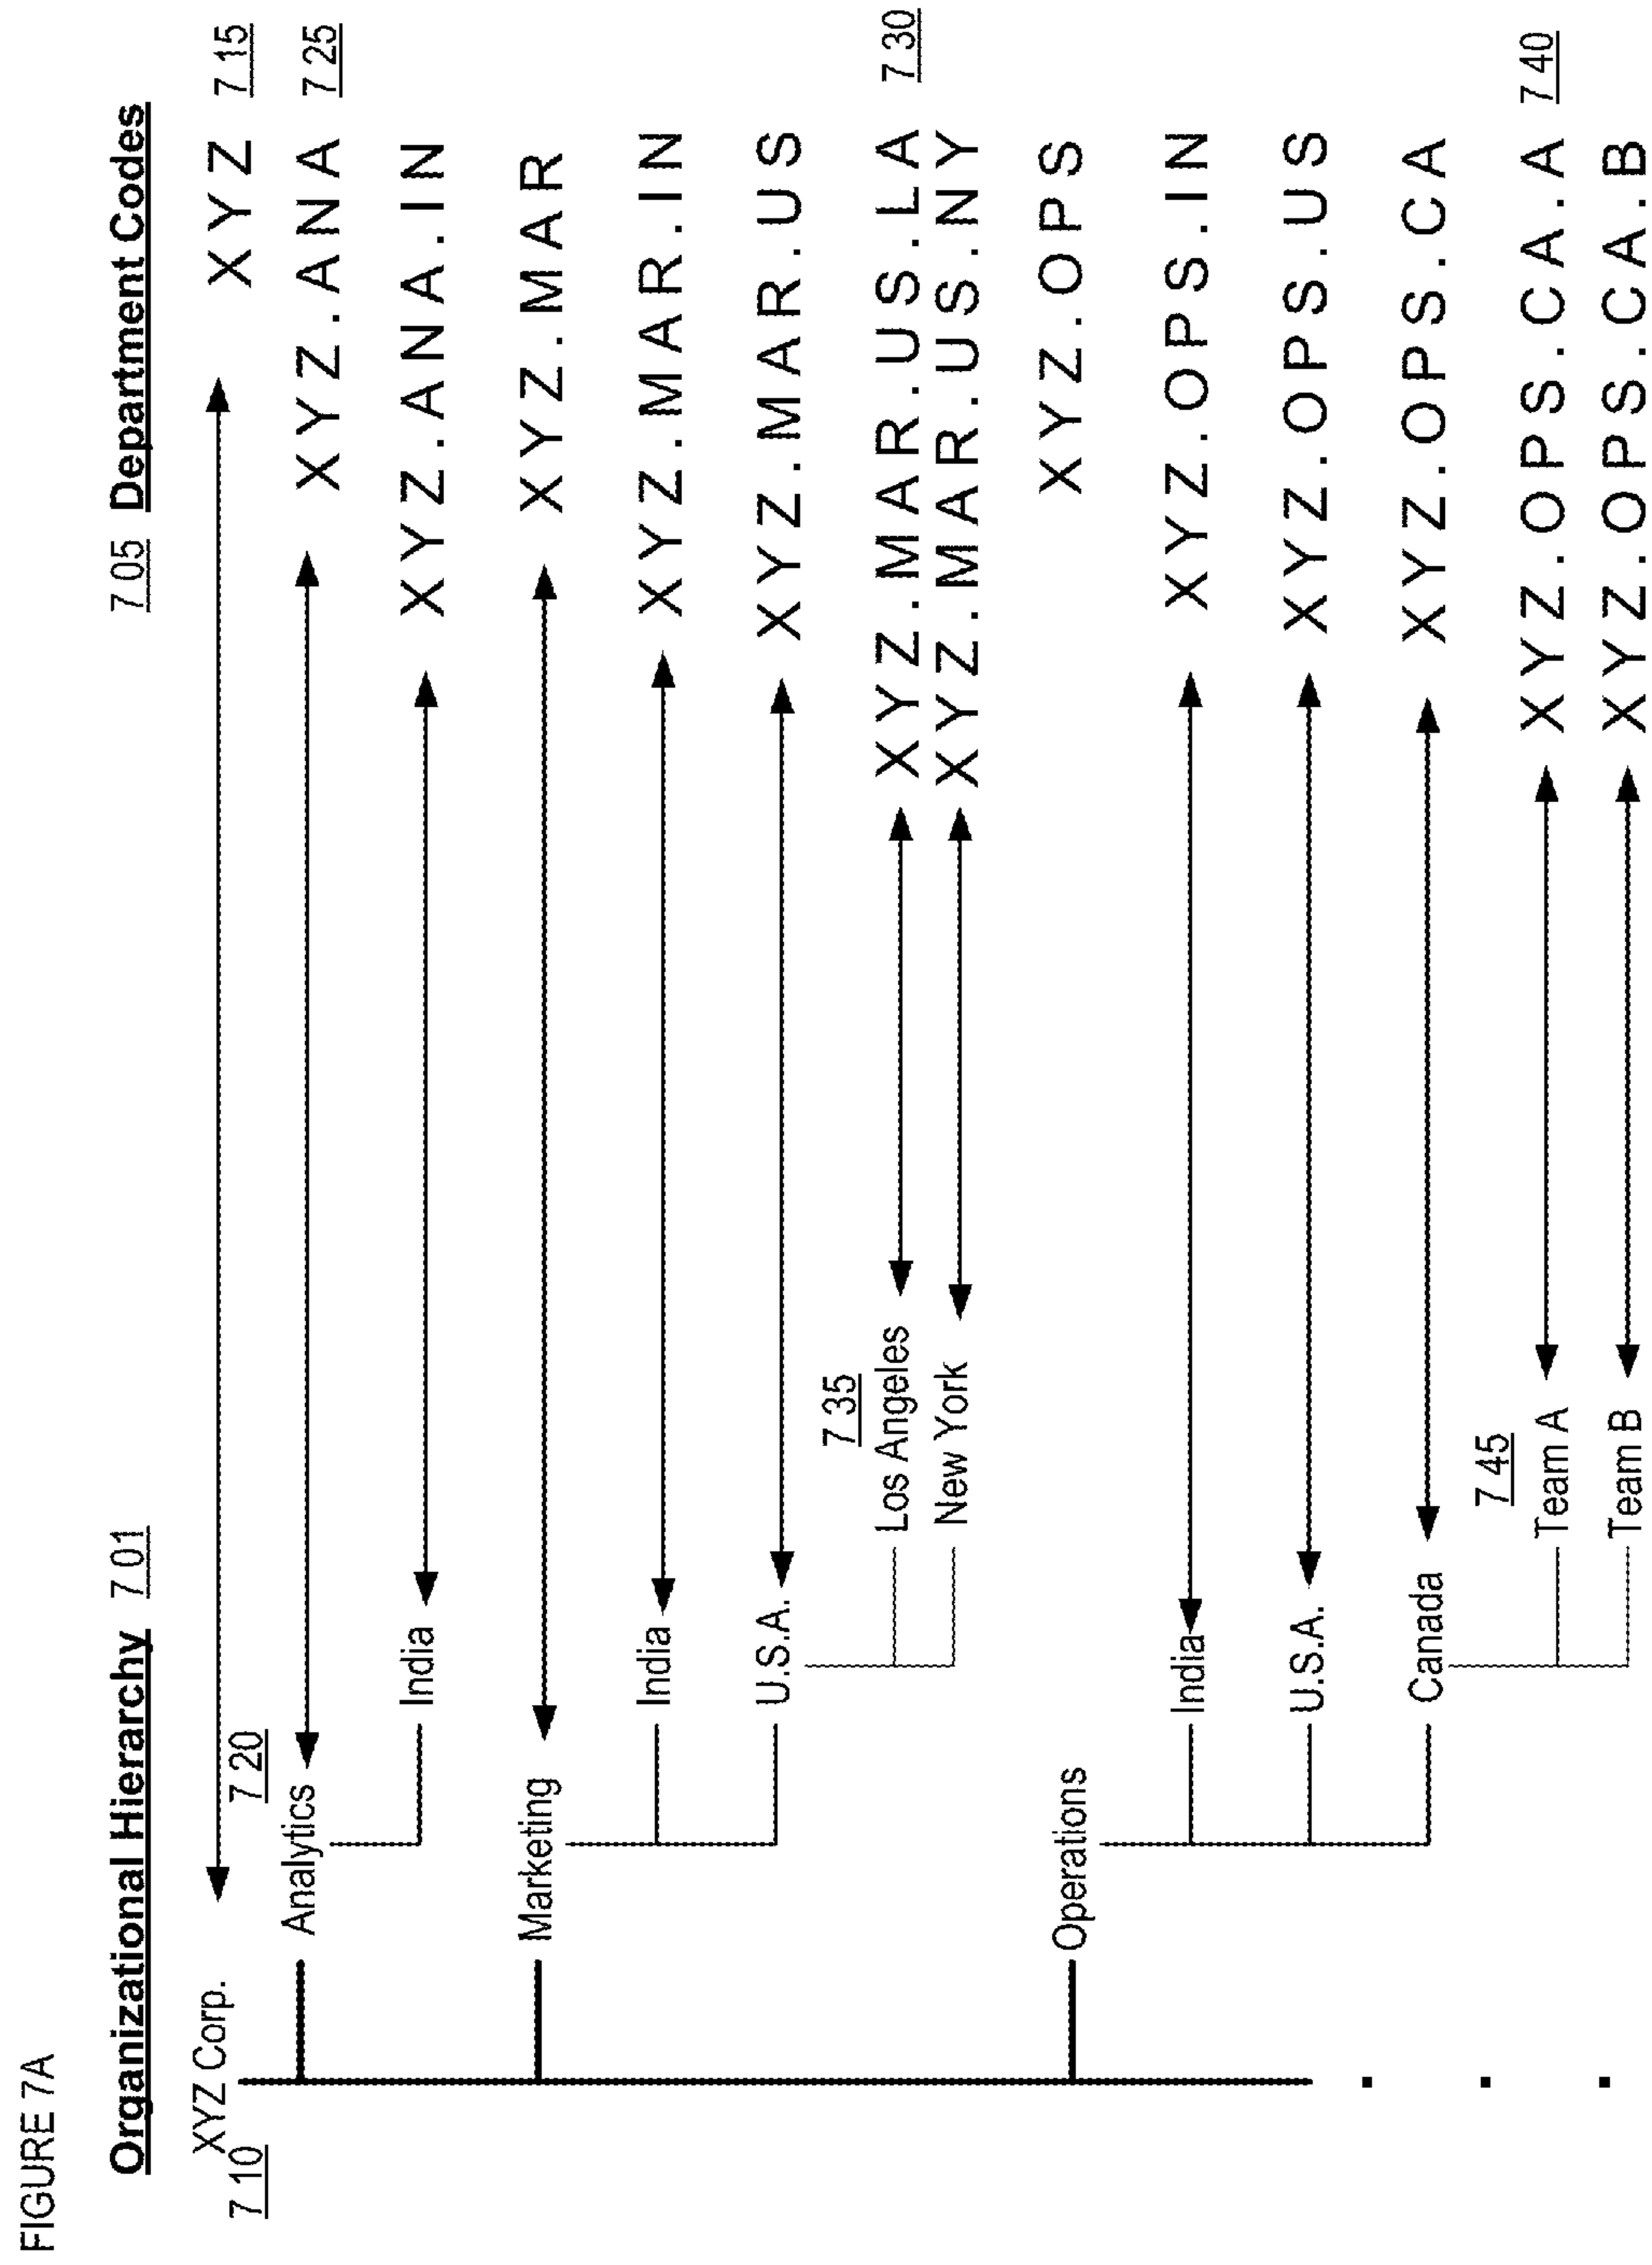 FIGURE 7A
Organizational Hierarchy 7 01 7 05 Department Codes
XYZ Corp. XYZ 7 15
7 10 7 20
Analytics XYZ.ANA 7 25
India XYZ.ANA.IN
Marketing XYZ.MAR
India XYZ.MAR.IN
U.S.A. XYZ.MAR.US
7 35
Los Angeles XYZ.MAR.US.LA 7 30
New York XYZ.MAR.US.NY
Operations XYZ.OPS
India XYZ.OPS.IN
U.S.A. XYZ.OPS.US
Canada XYZ.OPS.CA
7 45
Team A XYZ.OPS.CA.A 7 40
Team B XYZ.OPS.CA.B